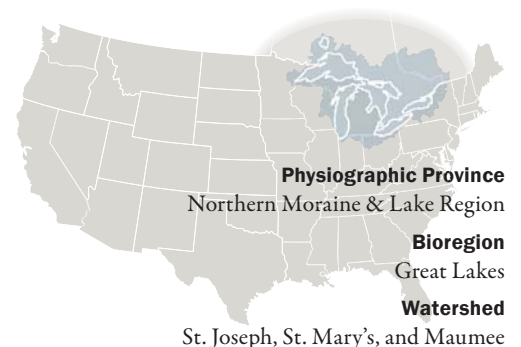 Physiographic Province
Northern Moraine & Lake Region
Bioregion
Great Lakes
Watershed
St. Joseph, St. Mary's, and Maumee